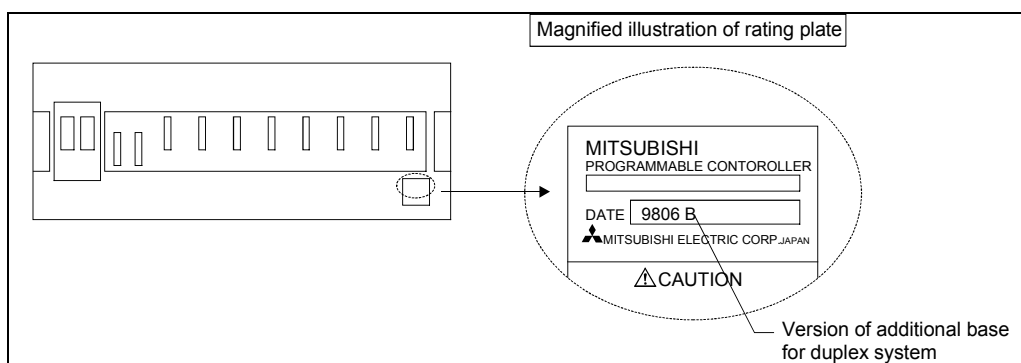 Magnified illustration of rating plate
MITSUBISHI
PROGRAMMABLE CONTOROLLER
DATE 9806 B
MITSUBISHI ELECTRIC CORP.JAPAN
⚠CAUTION
Version of additional base
for duplex system